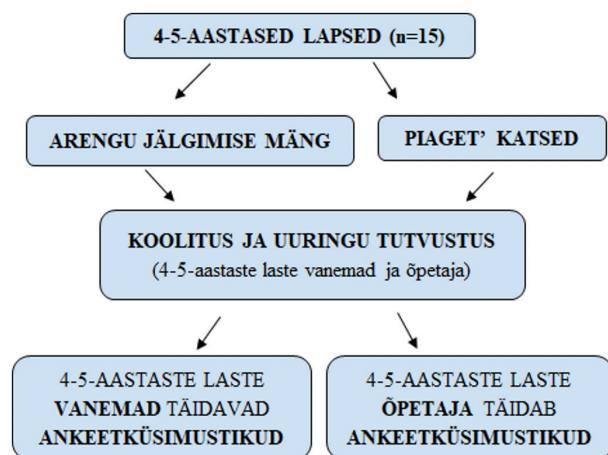 4-5-AASTASED LAPSED (n=15)
ARENGU JÄLGIMISE MÄNG
PIAGET’ KATSED
KOOLITUS JA UURINGU TUTVUSTUS
(4-5-aastaste laste vanemad ja õpetaja)
4-5-AASTASTE LASTE
VANEMAD TÄIDAVAD
ANKEETKÜSIMUSTIKUD
4-5-AASTASTE LASTE
ÕPETAJA TÄIDAB
ANKEETKÜSIMUSTIKUD